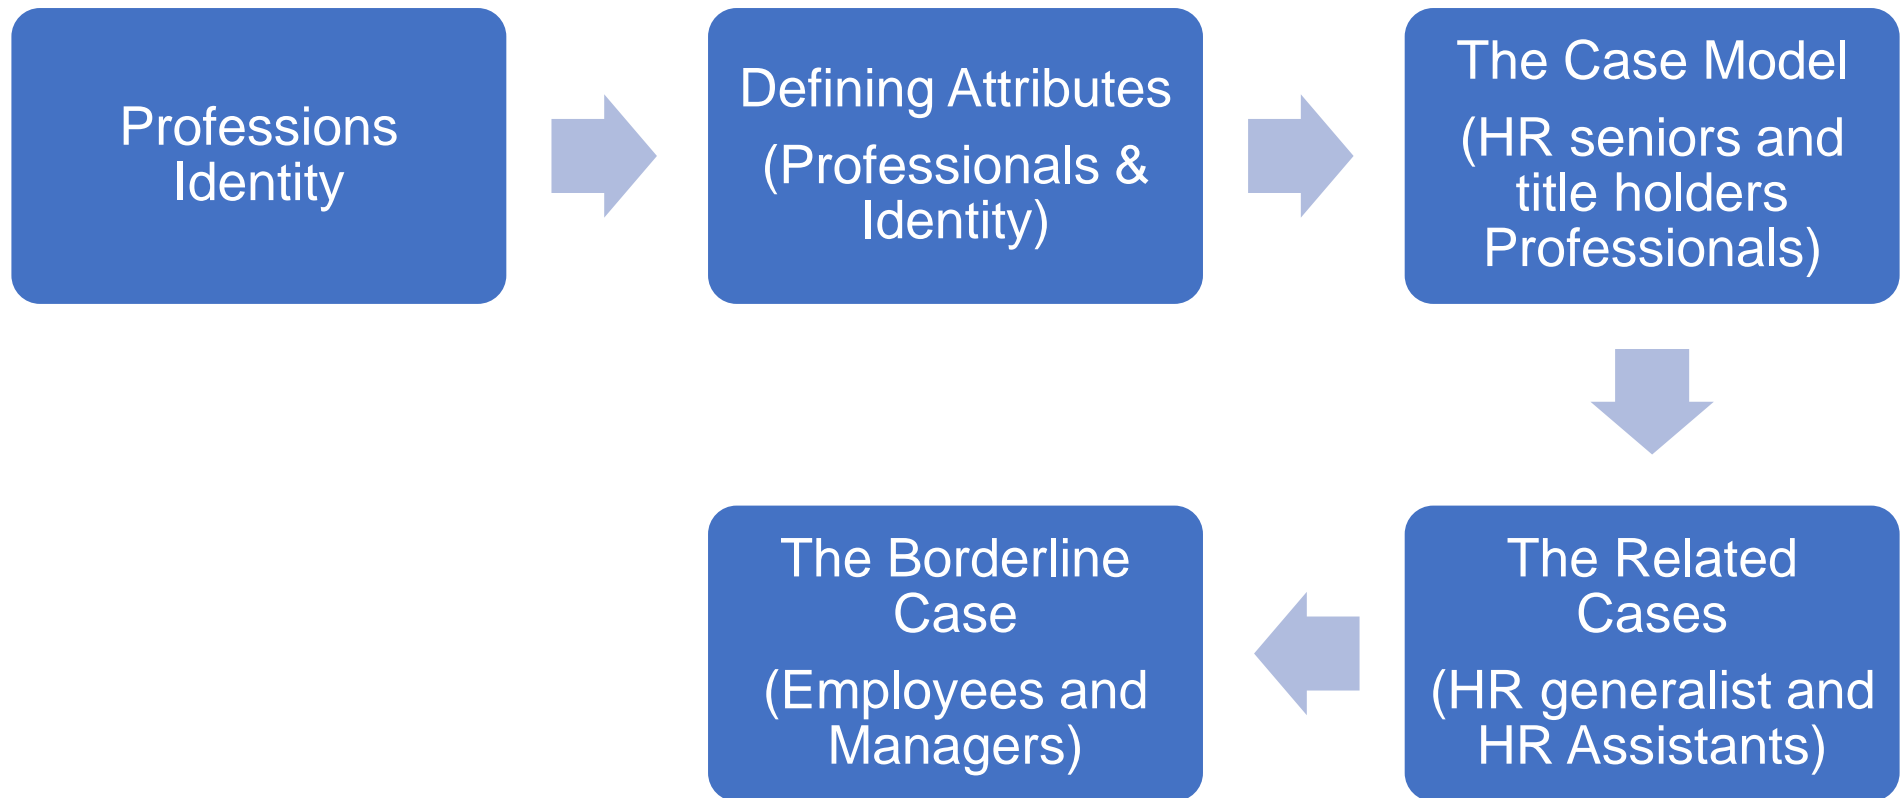 Professions
Identity
Defining Attributes
(Professionals &
Identity)
The Case Model
(HR seniors and
title holders
Professionals)
The Related
Cases
(HR generalist and
HR Assistants)
The Borderline
Case
(Employees and
Managers)